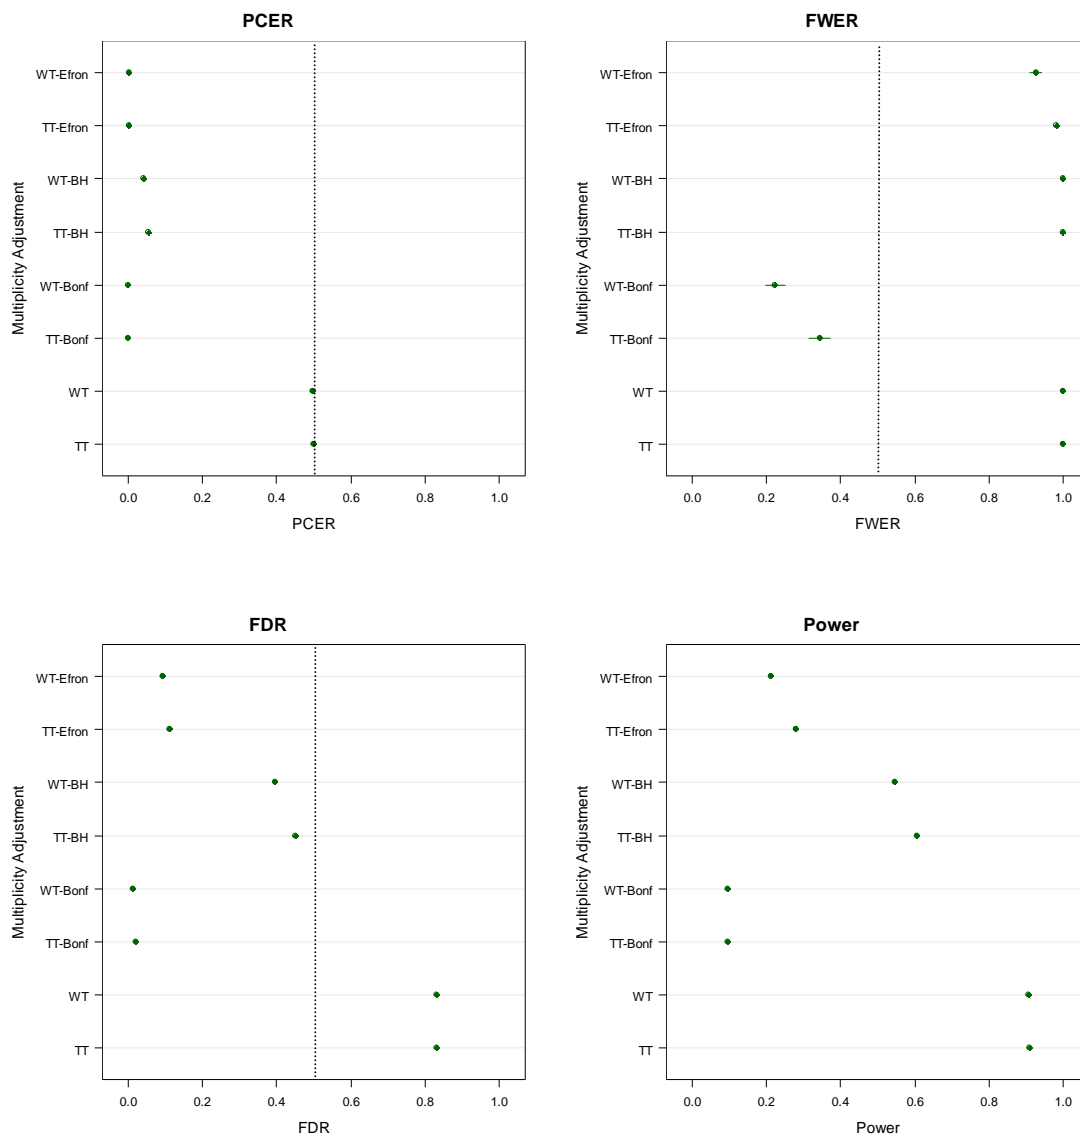 PCER
Multiplicity Adjustment
WT-Efron
TT-Efron
WT-BH
TT-BH
WT-Bonf
TT-Bonf
WT
TT
0.0 0.2 0.4 0.6 0.8 1.0
PCER
FWER
Multiplicity Adjustment
WT-Efron
TT-Efron
WT-BH
TT-BH
WT-Bonf
TT-Bonf
WT
TT
0.0 0.2 0.4 0.6 0.8 1.0
FWER
FDR
Multiplicity Adjustment
WT-Efron
TT-Efron
WT-BH
TT-BH
WT-Bonf
TT-Bonf
WT
TT
0.0 0.2 0.4 0.6 0.8 1.0
FDR
Power
Multiplicity Adjustment
WT-Efron
TT-Efron
WT-BH
TT-BH
WT-Bonf
TT-Bonf
WT
TT
0.0 0.2 0.4 0.6 0.8 1.0
Power